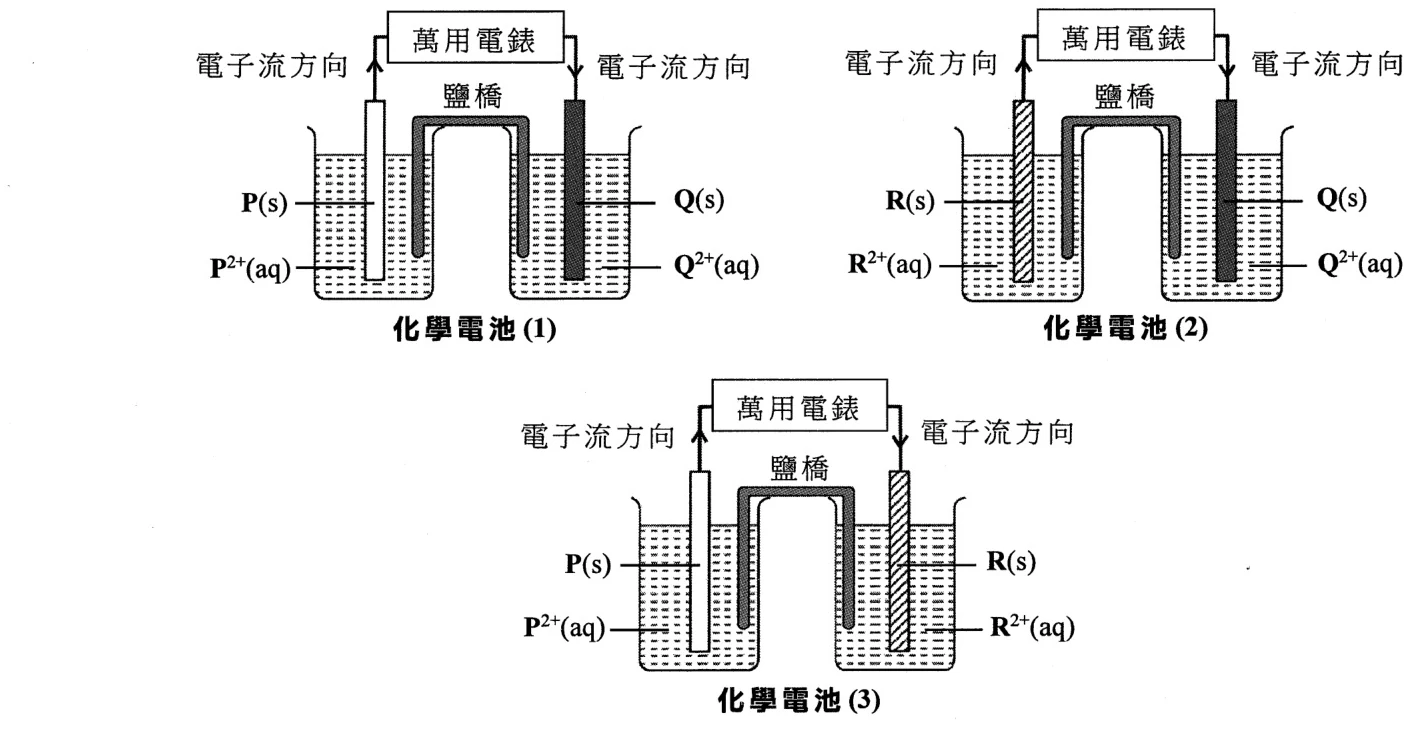 萬用電錶
電子流方向
電子流方向
鹽橋
P(s)
Q(s)
P²⁺(aq)
Q²⁺(aq)
化學電池 (1)
萬用電錶
電子流方向
電子流方向
鹽橋
R(s)
Q(s)
R²⁺(aq)
Q²⁺(aq)
化學電池 (2)
萬用電錶
電子流方向
電子流方向
鹽橋
P(s)
R(s)
P²⁺(aq)
R²⁺(aq)
化學電池 (3)